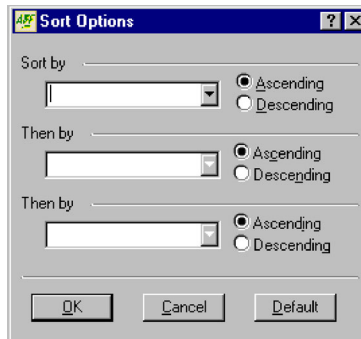 Sort Options
Sort by
Ascending
Descending
Then by
Ascending
Descending
Then by
Ascending
Descending
OK
Cancel
Default